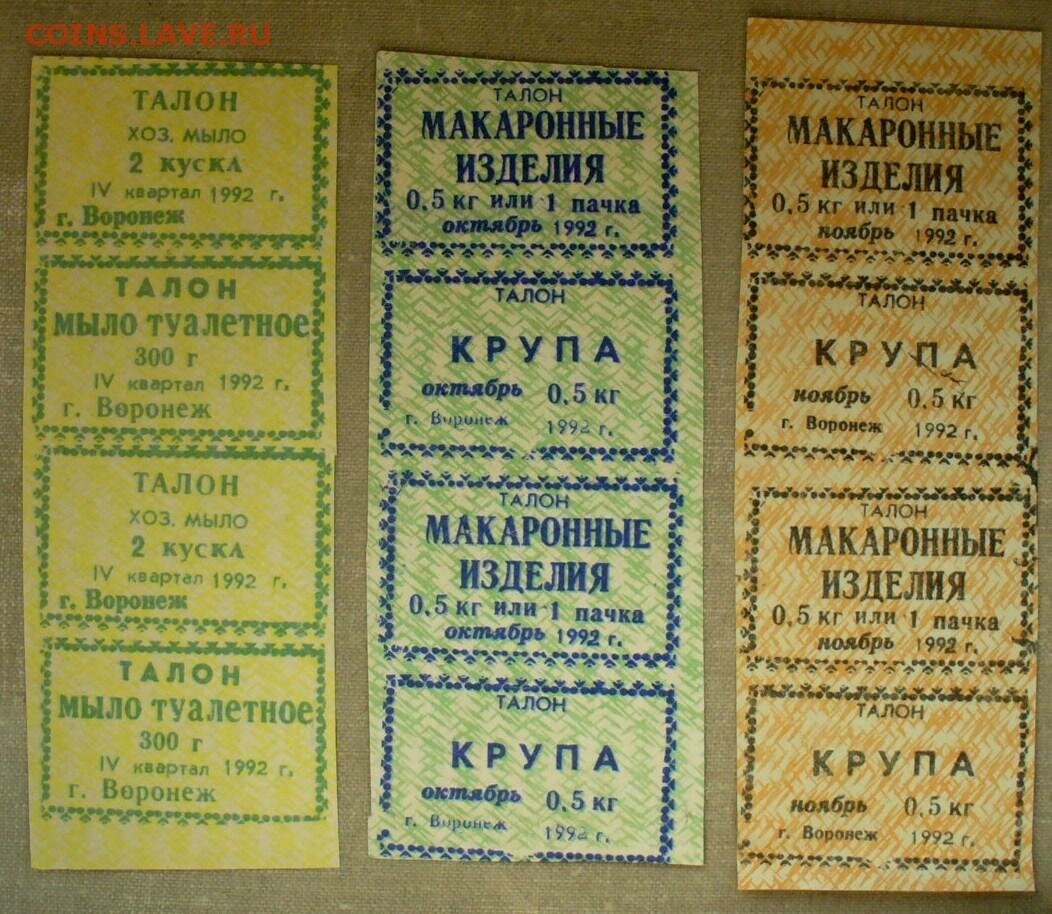 COINS.LAVE.RU
ТАЛОН
ХОЗ. МЫЛО
2 куска
IV квартал 1992 г.
г. Воронеж
ТАЛОН
МЫЛО ТУАЛЕТНОЕ
300 г
IV квартал 1992 г.
г. Воронеж
ТАЛОН
ХОЗ. МЫЛО
2 куска
IV квартал 1992 г.
г. Воронеж
ТАЛОН
МЫЛО ТУАЛЕТНОЕ
300 г
IV квартал 1992 г.
г. Воронеж
ТАЛОН
МАКАРОННЫЕ
ИЗДЕЛИЯ
0,5 кг или 1 пачка
октябрь 1992 г.
ТАЛОН
КРУПА
октябрь 0,5 кг
г. Воронеж 1992 г.
ТАЛОН
МАКАРОННЫЕ
ИЗДЕЛИЯ
0,5 кг или 1 пачка
октябрь 1992 г.
ТАЛОН
КРУПА
октябрь 0,5 кг
г. Воронеж 1992 г.
ТАЛОН
МАКАРОННЫЕ
ИЗДЕЛИЯ
0,5 кг или 1 пачка
ноябрь 1992 г.
ТАЛОН
КРУПА
ноябрь 0,5 кг
г. Воронеж 1992 г.
ТАЛОН
МАКАРОННЫЕ
ИЗДЕЛИЯ
0,5 кг или 1 пачка
ноябрь 1992 г.
ТАЛОН
КРУПА
ноябрь 0,5 кг
г. Воронеж 1992 г.